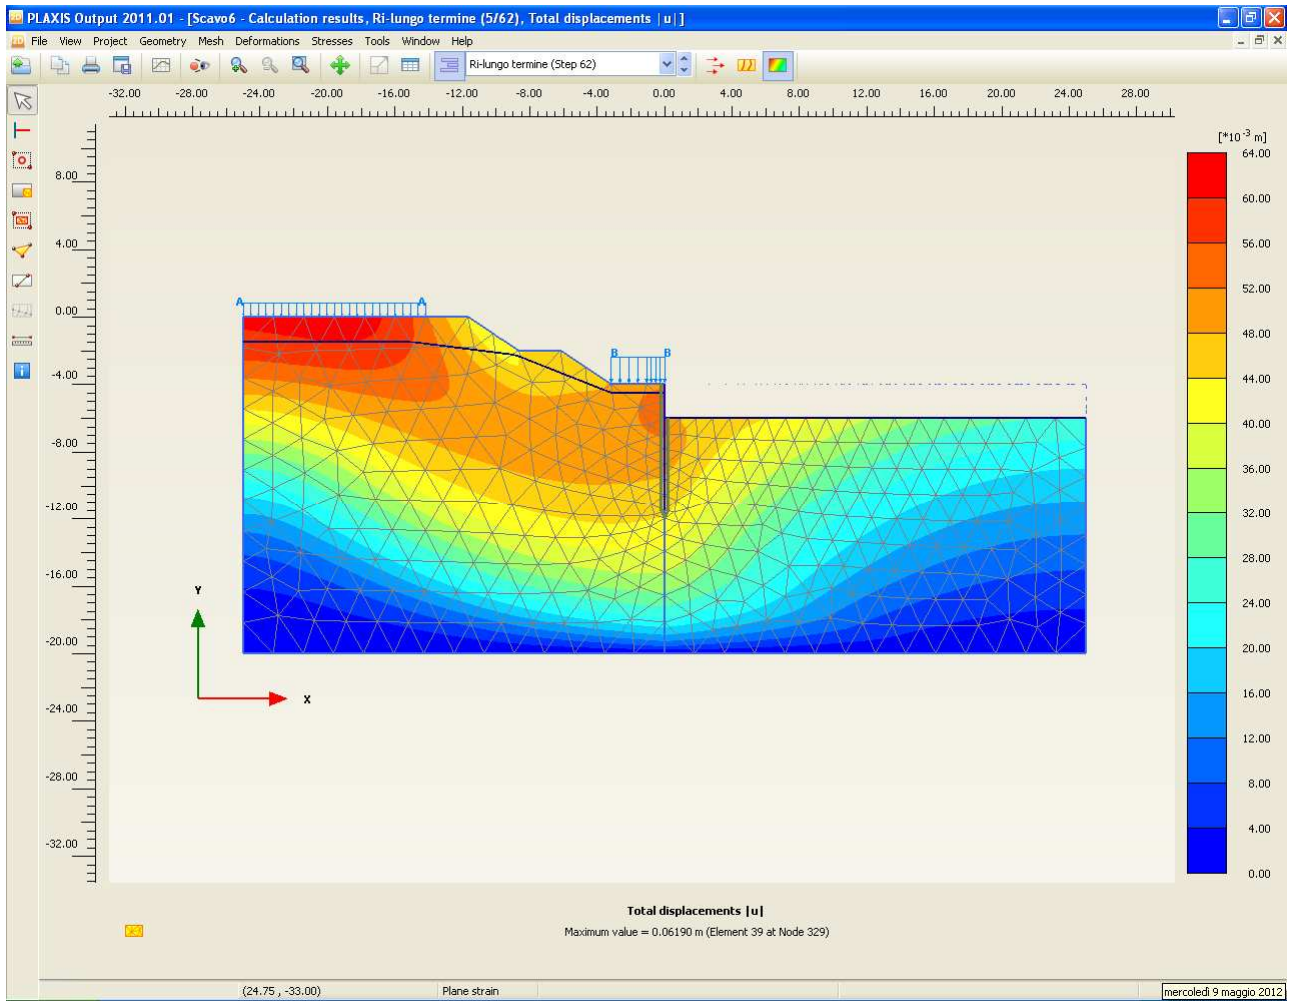 PLAXIS Output 2011.01 - [Scavo6 - Calculation results, Ri-lungo termine (5/62), Total displacements |u|]
File View Project Geometry Mesh Deformations Stresses Tools Window Help
Ri-lungo termine (Step 62)
-32.00 -28.00 -24.00 -20.00 -16.00 -12.00 -8.00 -4.00 0.00 4.00 8.00 12.00 16.00 20.00 24.00 28.00
[*10-3 m]
64.00
60.00
56.00
52.00
48.00
44.00
40.00
36.00
32.00
28.00
24.00
20.00
16.00
12.00
8.00
4.00
0.00
8.00
4.00
0.00
-4.00
-8.00
-12.00
-16.00
-20.00
-24.00
-28.00
-32.00
A A
B B
Y
X
Total displacements |u|
Maximum value = 0.06190 m (Element 39 at Node 329)
(24.75 , -33.00) Plane strain
mercoledì 9 maggio 2012